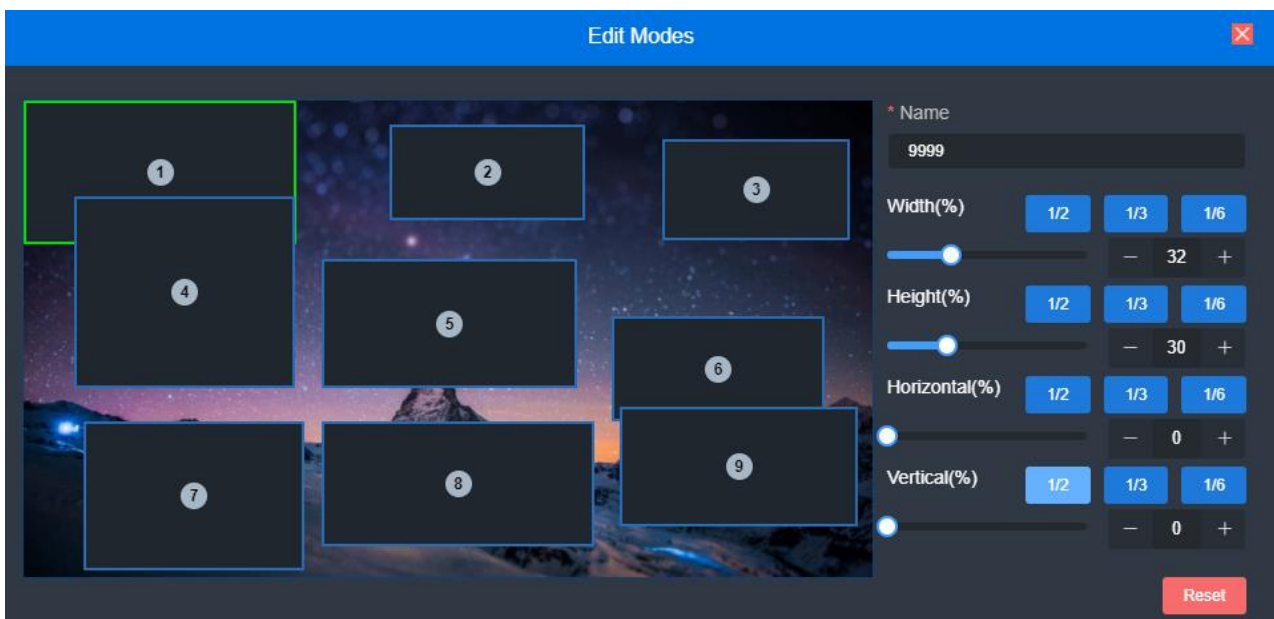 Edit Modes
* Name
9999
1
2
3
4
5
6
7
8
9
Width(%) 1/2 1/3 1/6
— 32 +
Height(%) 1/2 1/3 1/6
— 30 +
Horizontal(%) 1/2 1/3 1/6
— 0 +
Vertical(%) 1/2 1/3 1/6
— 0 +
Reset